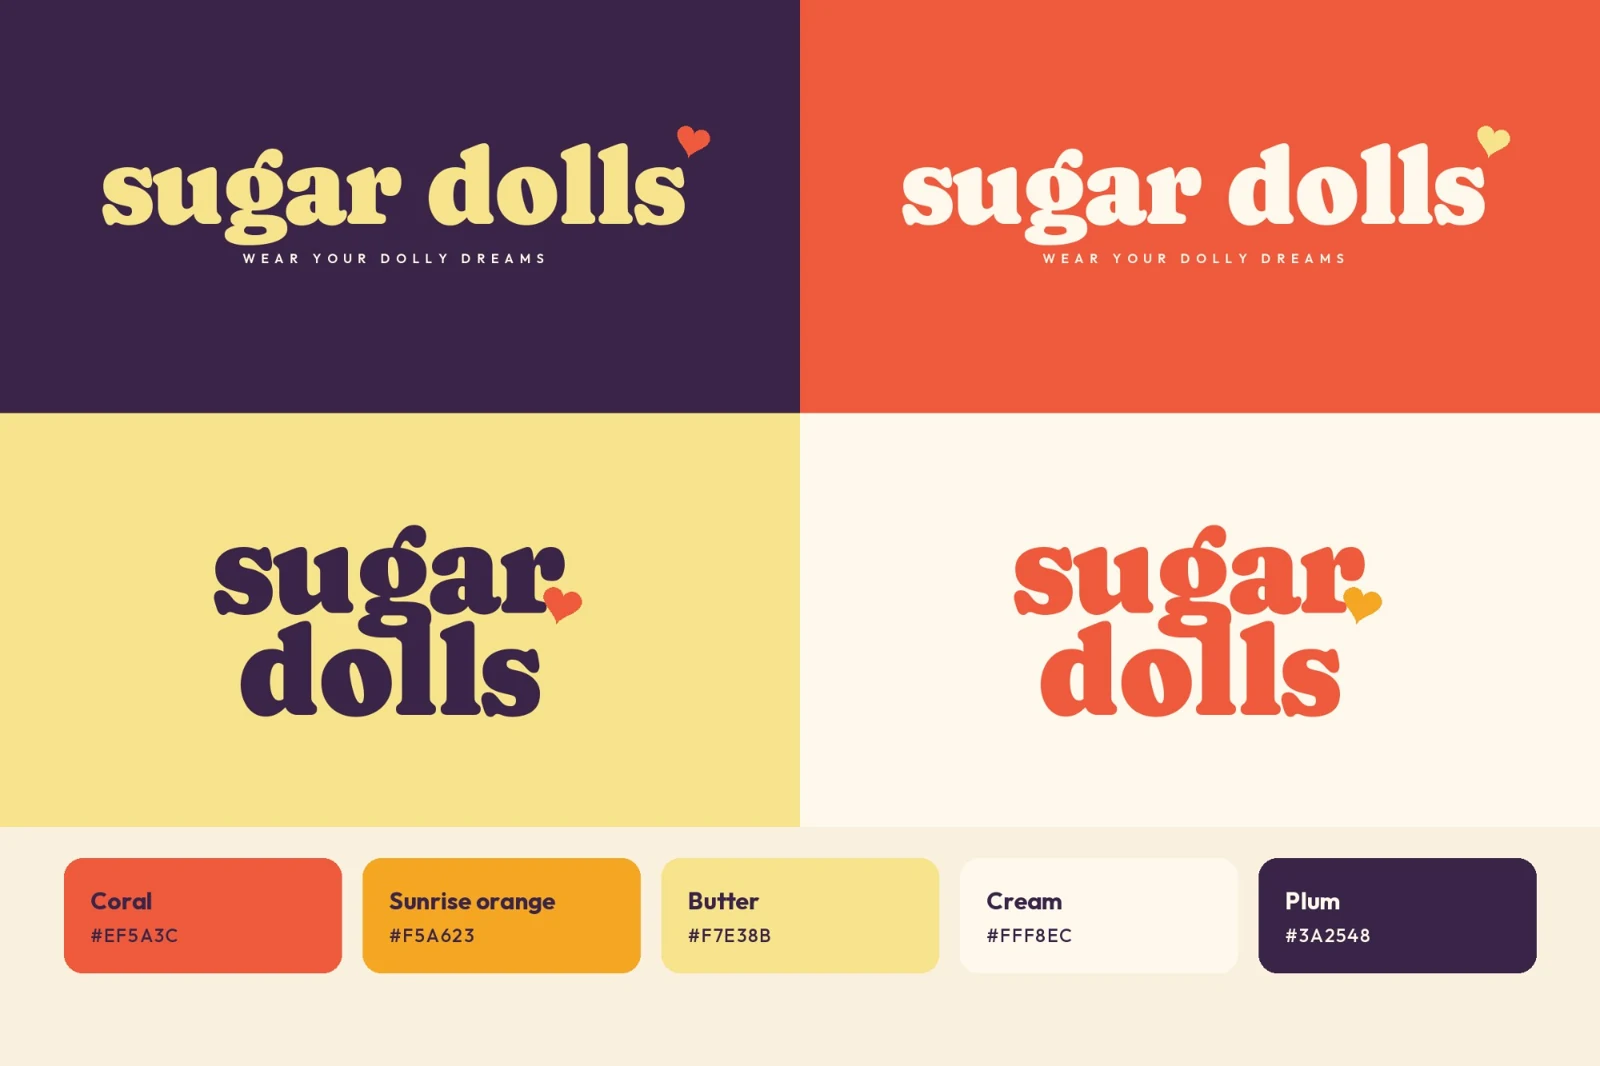 sugar dolls
WEAR YOUR DOLLY DREAMS
sugar dolls
WEAR YOUR DOLLY DREAMS
sugar
dolls
sugar
dolls
Coral
#EF5A3C
Sunrise orange
#F5A623
Butter
#F7E38B
Cream
#FFF8EC
Plum
#3A2548